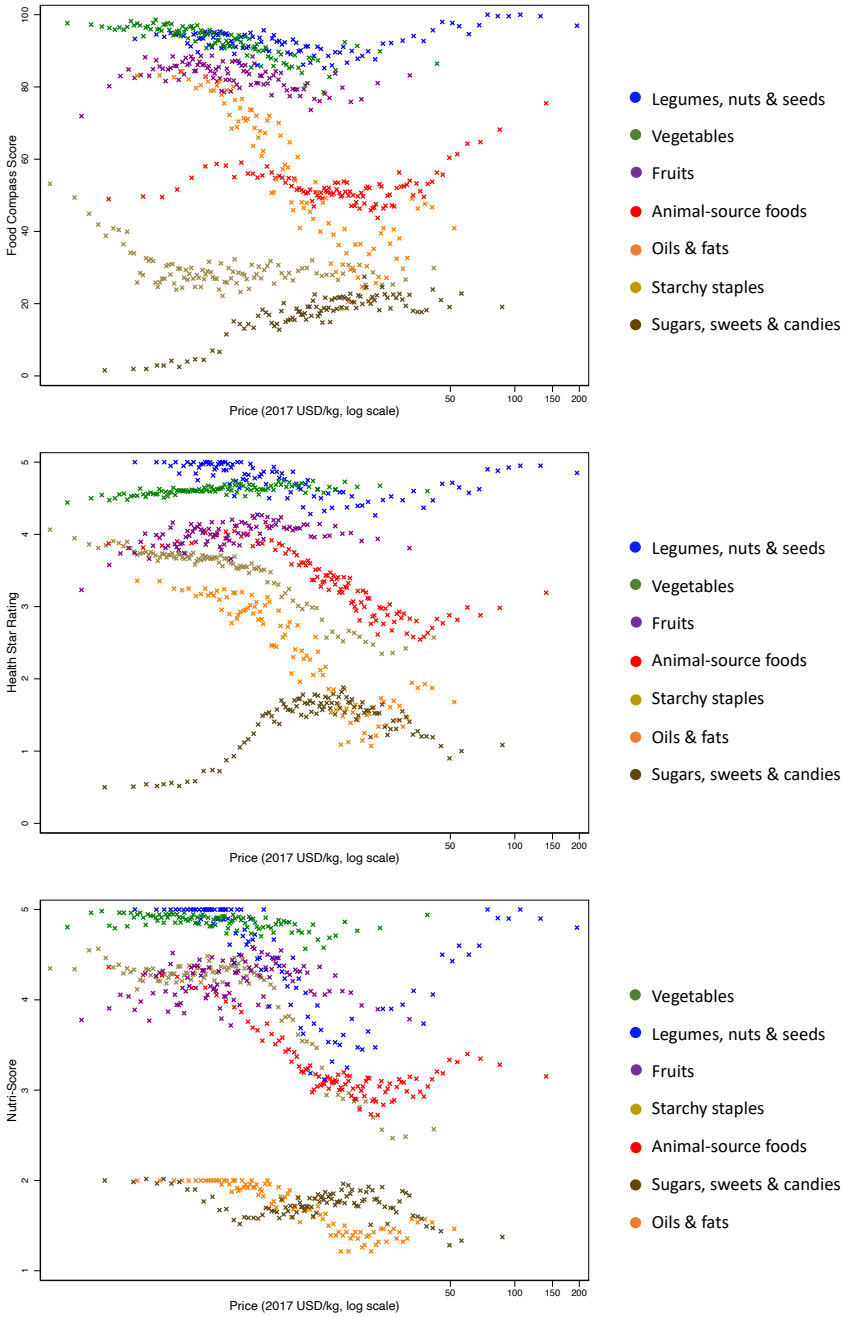 100
80
60
40
20
0
Food Compass Score
50
100
150
200
Price (2017 USD/kg, log scale)
Legumes, nuts & seeds
Vegetables
Fruits
Animal-source foods
Oils & fats
Starchy staples
Sugars, sweets & candies
5
4
3
2
1
0
Health Star Rating
50
100
150
200
Price (2017 USD/kg, log scale)
Legumes, nuts & seeds
Vegetables
Fruits
Animal-source foods
Starchy staples
Oils & fats
Sugars, sweets & candies
5
4
3
2
1
Nutri-Score
50
100
150
200
Price (2017 USD/kg, log scale)
Vegetables
Legumes, nuts & seeds
Fruits
Starchy staples
Animal-source foods
Sugars, sweets & candies
Oils & fats